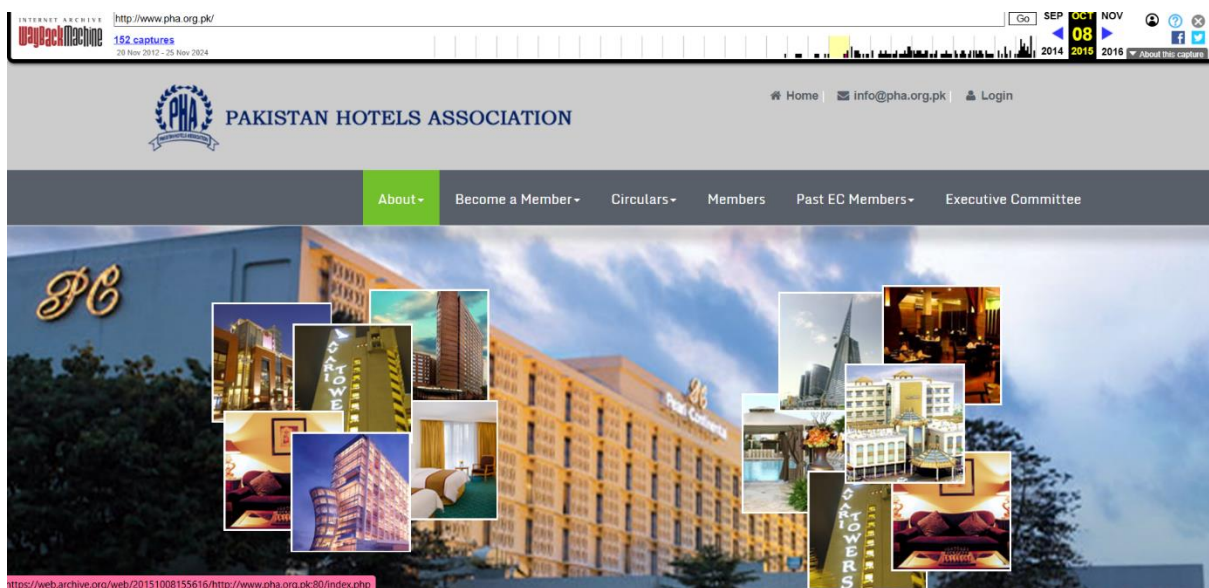 INTERNET ARCHIVE
WayBackMachine
http://www.pha.org.pk/
Go
152 captures
20 Nov 2012 - 25 Nov 2024
SEP OCT NOV
08
2014 2015 2016
About this capture
PHA
PAKISTAN HOTELS ASSOCIATION
Home
info@pha.org.pk
Login
About
Become a Member
Circulars
Members
Past EC Members
Executive Committee
PC
PC
Pearl Continental
AVARI TOWERS
AVARI TOWERS
https://web.archive.org/web/20151008155616/http://www.pha.org.pk:80/index.php